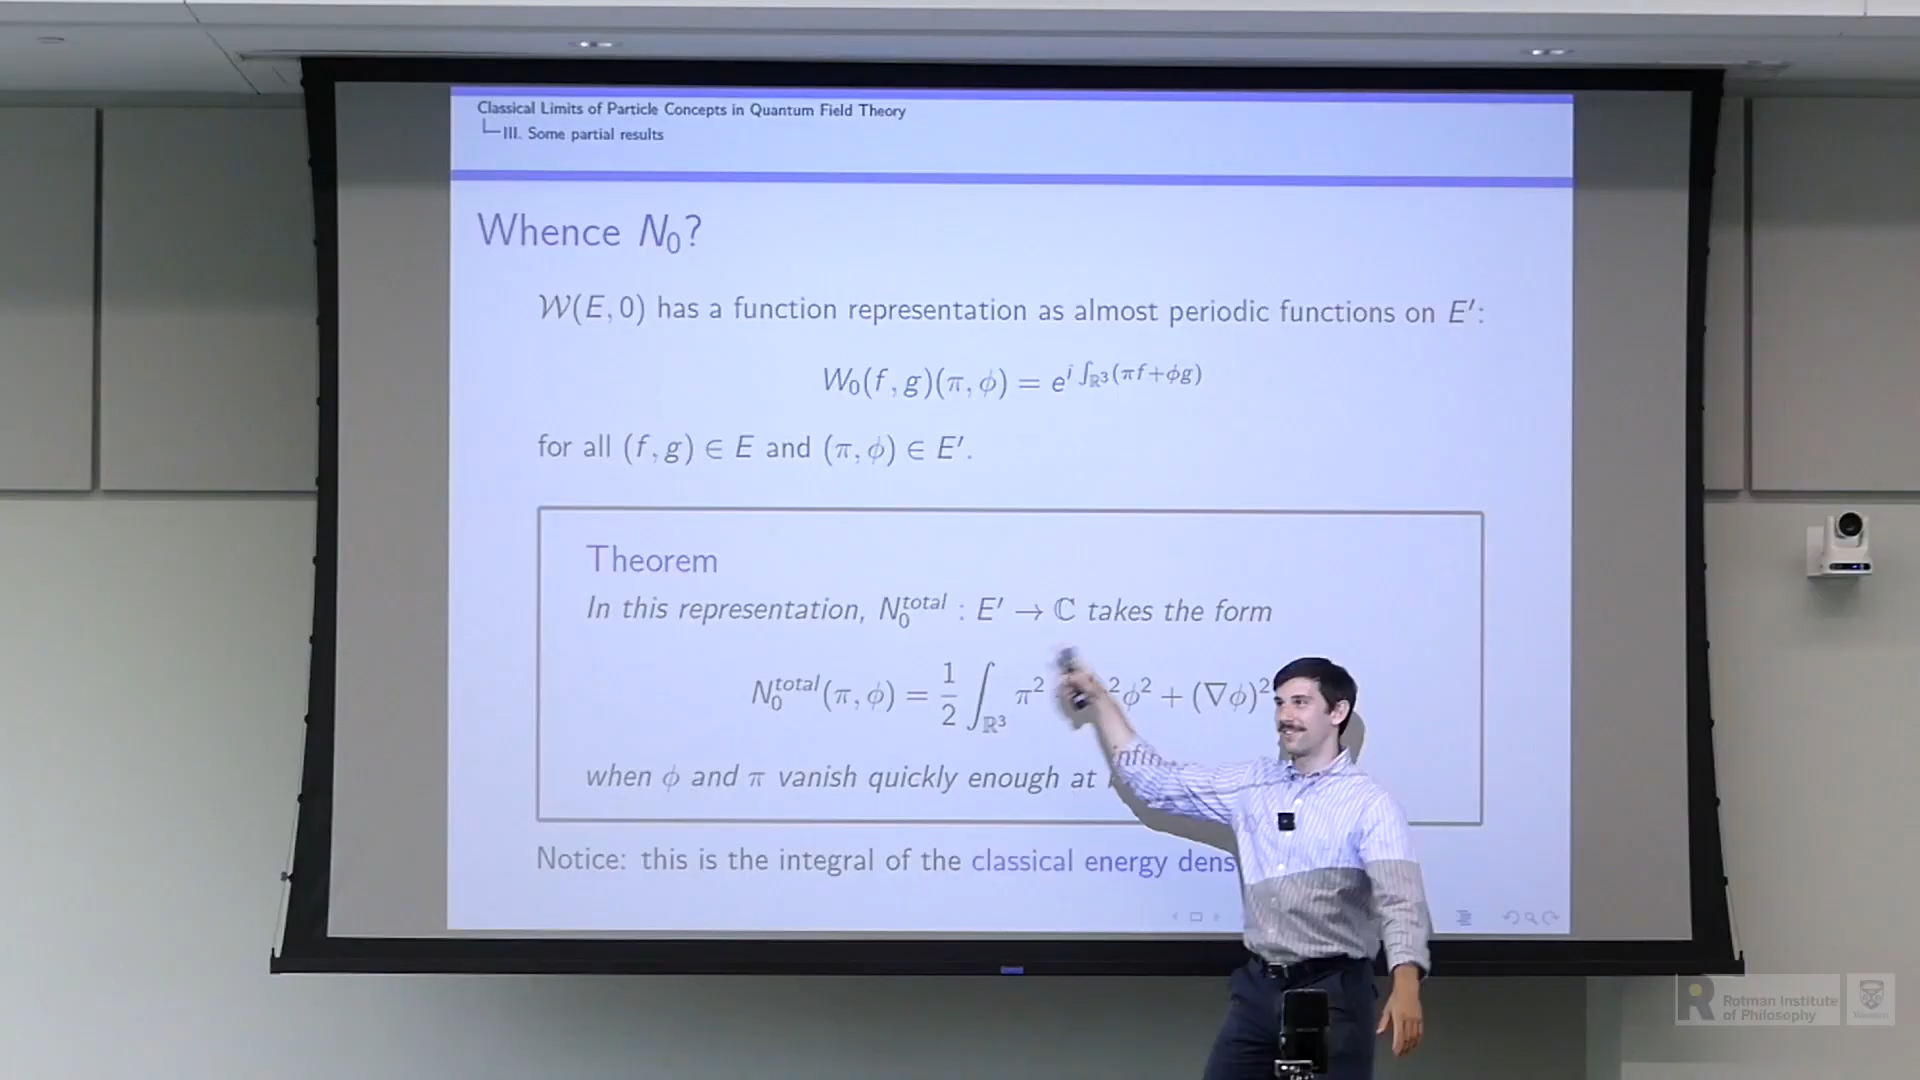 Classical Limits of Particle Concepts in Quantum Field Theory
III. Some partial results
Whence N₀?
𝒲(E, 0) has a function representation as almost periodic functions on E′:
W₀(f, g)(π, ϕ) = e^{i ∫_{ℝ³}(πf+ϕg)}
for all (f, g) ∈ E and (π, ϕ) ∈ E′.
Theorem
In this representation, N₀^{total} : E′ → ℂ takes the form
N₀^{total}(π, ϕ) = 1/2 ∫_{ℝ³} π² ² ϕ² + (∇ϕ)²
when ϕ and π vanish quickly enough at
Notice: this is the integral of the classical energy
R Rotman Institute
of Philosophy
Western